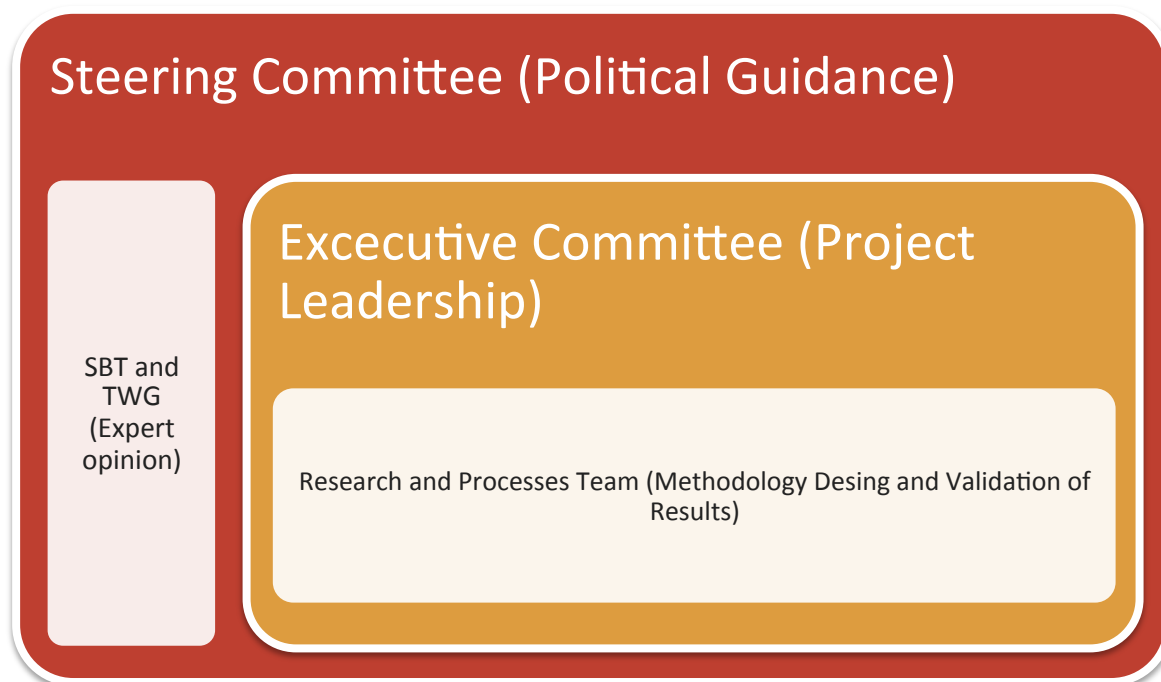 Steering Committee (Political Guidance)
SBT and
TWG
(Expert
opinion)
Excecutive Committee (Project
Leadership)
Research and Processes Team (Methodology Desing and Validation of
Results)